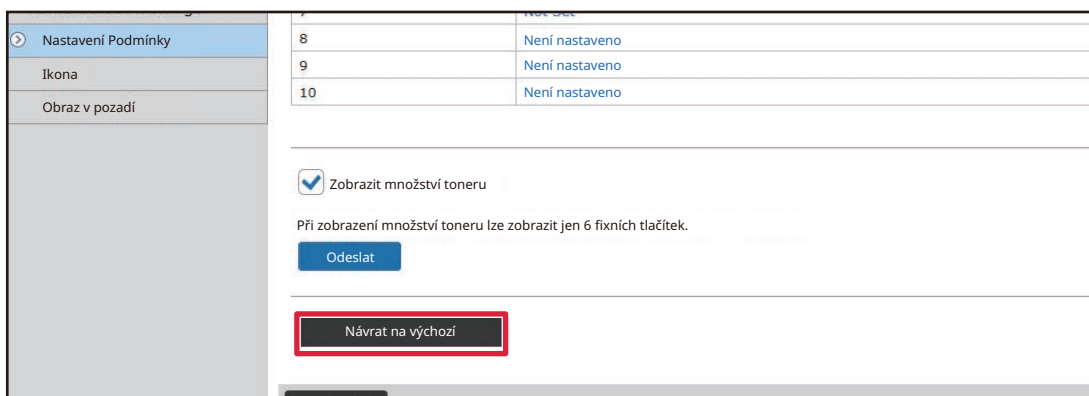 Nastavení Podmínky
Ikona
Obraz v pozadí
8 Není nastaveno
9 Není nastaveno
10 Není nastaveno
Zobrazit množství toneru
Při zobrazení množství toneru lze zobrazit jen 6 fixních tlačítek.
Odeslat
Návrat na výchozí